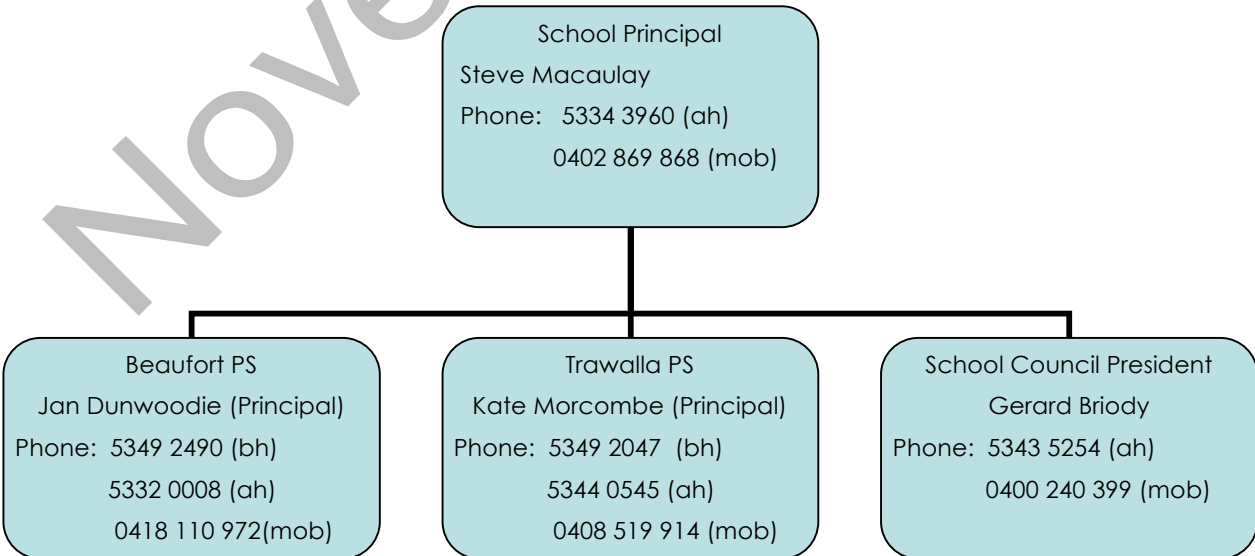 Nove
School Principal
Steve Macaulay
Phone: 5334 3960 (ah)
0402 869 868 (mob)
Beaufort PS
Jan Dunwoodie (Principal)
Phone: 5349 2490 (bh)
5332 0008 (ah)
0418 110 972(mob)
Trawalla PS
Kate Morcombe (Principal)
Phone: 5349 2047 (bh)
5344 0545 (ah)
0408 519 914 (mob)
School Council President
Gerard Briody
Phone: 5343 5254 (ah)
0400 240 399 (mob)